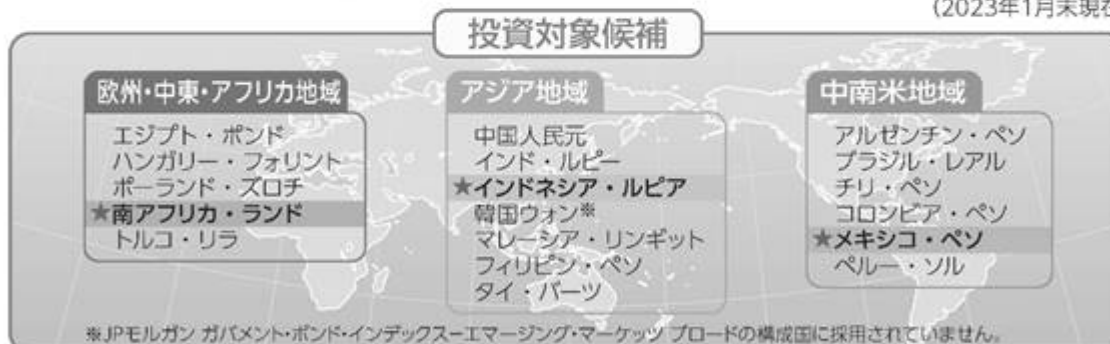 (2023年1月末現在
投資対象候補
欧州・中東・アフリカ地域
エジプト・ポンド
ハンガリー・フォリント
ポーランド・ズロチ
★南アフリカ・ランド
トルコ・リラ
アジア地域
中国人民元
インド・ルピー
★インドネシア・ルピア
韓国ウォン※
マレーシア・リンギット
フィリピン・ペソ
タイ・バーツ
中南米地域
アルゼンチン・ペソ
ブラジル・レアル
チリ・ペソ
コロンビア・ペソ
★メキシコ・ペソ
ペルー・ソル
※JPモルガン ガバメント・ボンド・インデックスーエマージング・マーケッツ ブロードの構成国に採用されていません。